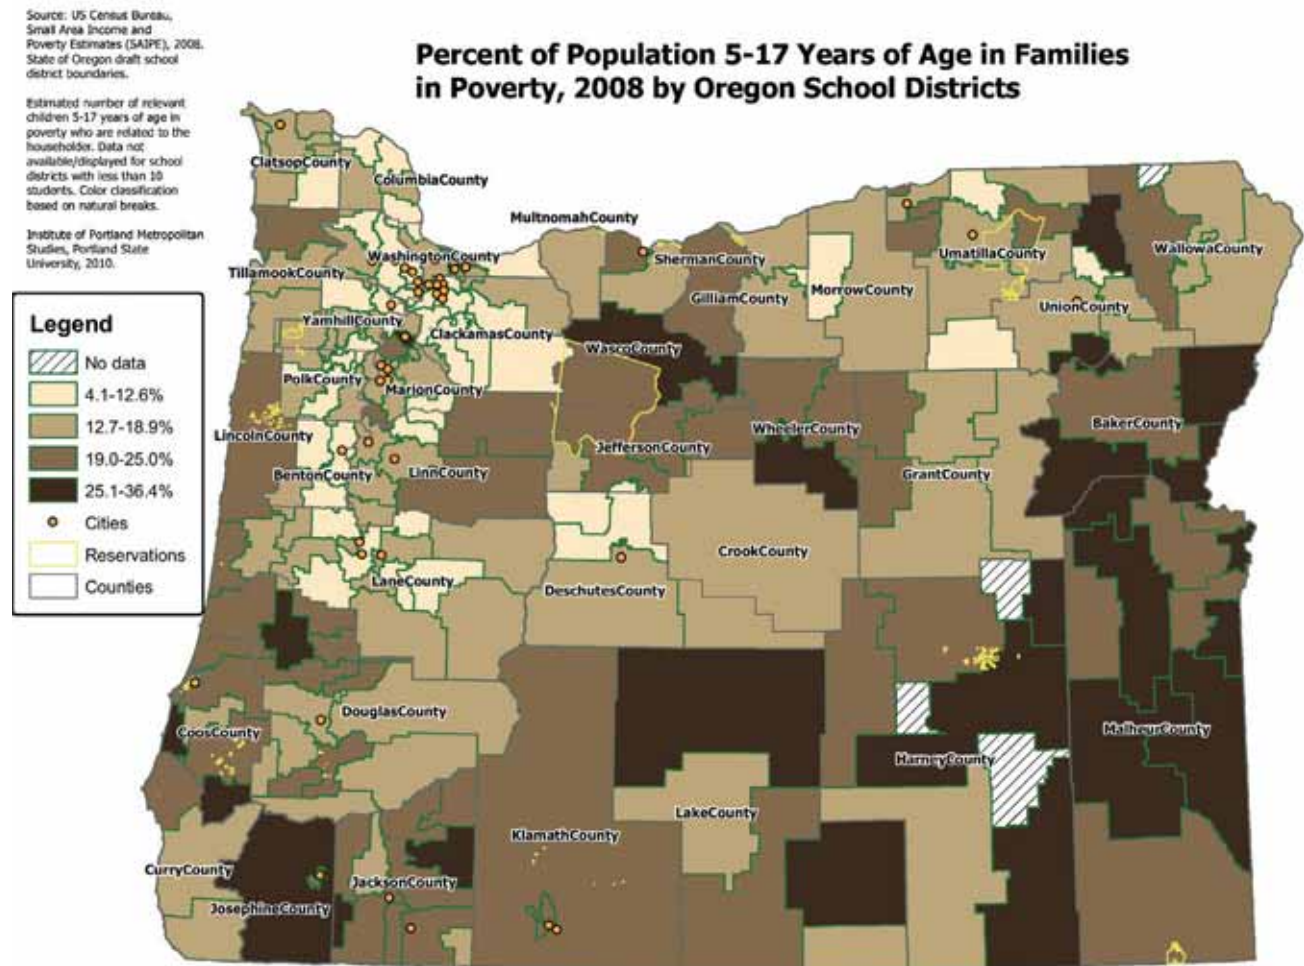 Source: US Census Bureau,
Small Area Income and
Poverty Estimates (SAIPE), 2008.
State of Oregon draft school
district boundaries.
Estimated number of relevant
children 5-17 years of age in
poverty who are related to the
householder. Data not
available/displayed for school
districts with less than 10
students. Color classification
based on natural breaks.
Institute of Portland Metropolitan
Studies, Portland State
University, 2010.
Percent of Population 5-17 Years of Age in Families
in Poverty, 2008 by Oregon School Districts
Legend
No data
4.1-12.6%
12.7-18.9%
19.0-25.0%
25.1-36.4%
Cities
Reservations
Counties
ClatsopCounty
ColumbiaCounty
MultnomahCounty
WashingtonCounty
TillamookCounty
ShermanCounty
UmatillaCounty
WallowaCounty
GilliamCounty
MorrowCounty
UnionCounty
YamhillCounty
ClackamasCounty
WascoCounty
PolkCounty
MarionCounty
LincolnCounty
JeffersonCounty
WheelerCounty
BakerCounty
BentonCounty
LinnCounty
GrantCounty
CrookCounty
LaneCounty
DeschutesCounty
DouglasCounty
CoosCounty
MalheurCounty
HarneyCounty
LakeCounty
KlamathCounty
CurryCounty
JacksonCounty
JosephineCounty